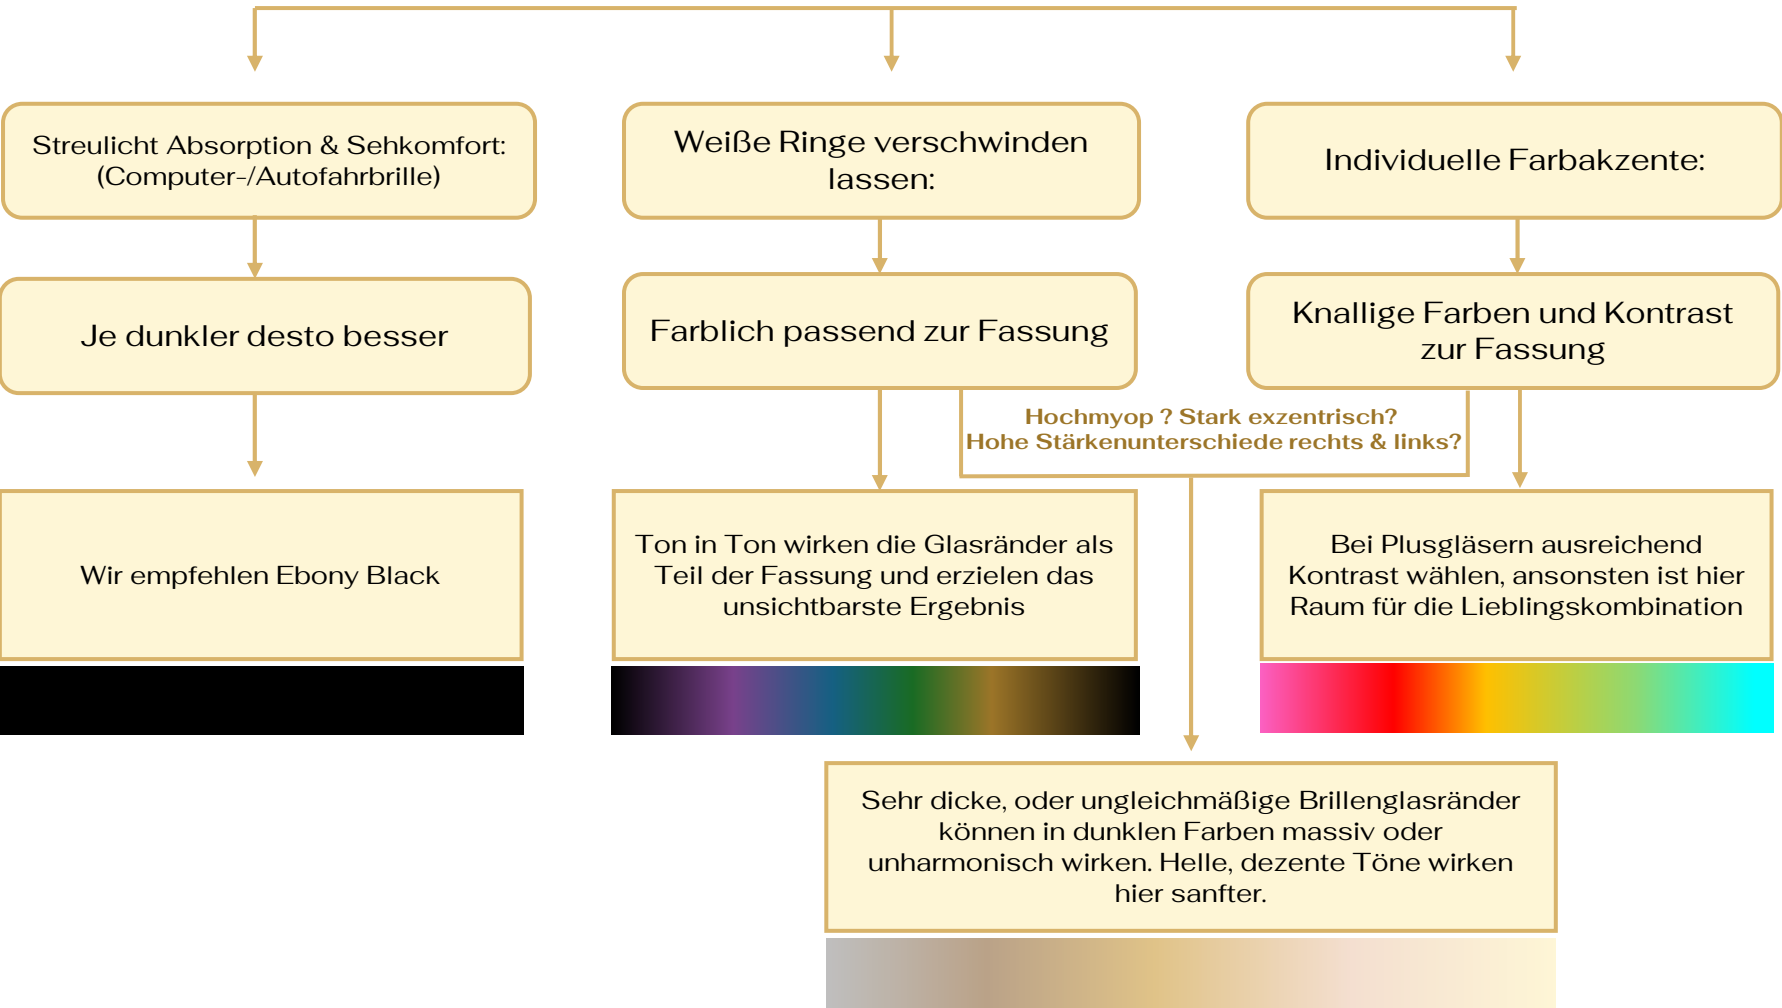 Streulicht Absorption & Sehkomfort:
(Computer-/Autofahrbrille)
Weiße Ringe verschwinden
lassen:
Individuelle Farbakzente:
Je dunkler desto besser
Farblich passend zur Fassung
Knallige Farben und Kontrast
zur Fassung
Hochmyop ? Stark exzentrisch?
Hohe Stärkenunterschiede rechts & links?
Wir empfehlen Ebony Black
Ton in Ton wirken die Glasränder als
Teil der Fassung und erzielen das
unsichtbarste Ergebnis
Bei Plusgläsern ausreichend
Kontrast wählen, ansonsten ist hier
Raum für die Lieblingskombination
Sehr dicke, oder ungleichmäßige Brillenglasränder
können in dunklen Farben massiv oder
unharmonisch wirken. Helle, dezente Töne wirken
hier sanfter.